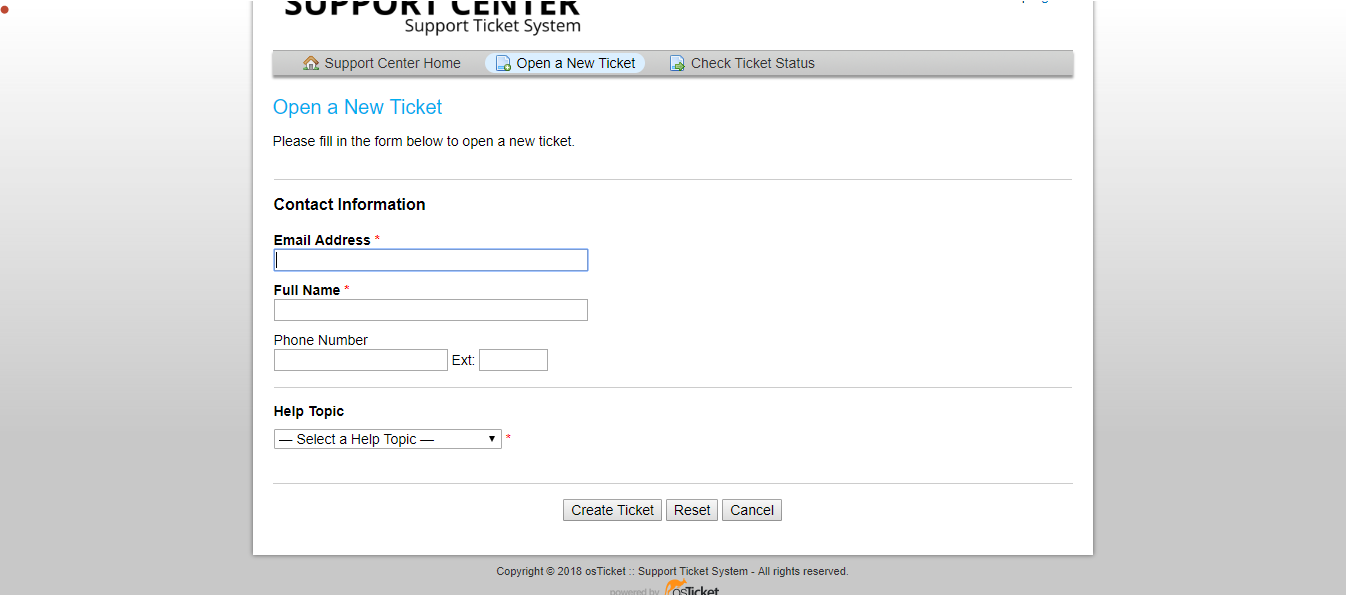 SUPPORT CENTER
Support Ticket System
Support Center Home Open a New Ticket Check Ticket Status
Open a New Ticket
Please fill in the form below to open a new ticket.
Contact Information
Email Address *
Full Name *
Phone Number
Ext:
Help Topic
— Select a Help Topic — *
Create Ticket Reset Cancel
Copyright © 2018 osTicket :: Support Ticket System - All rights reserved.
powered by osTicket